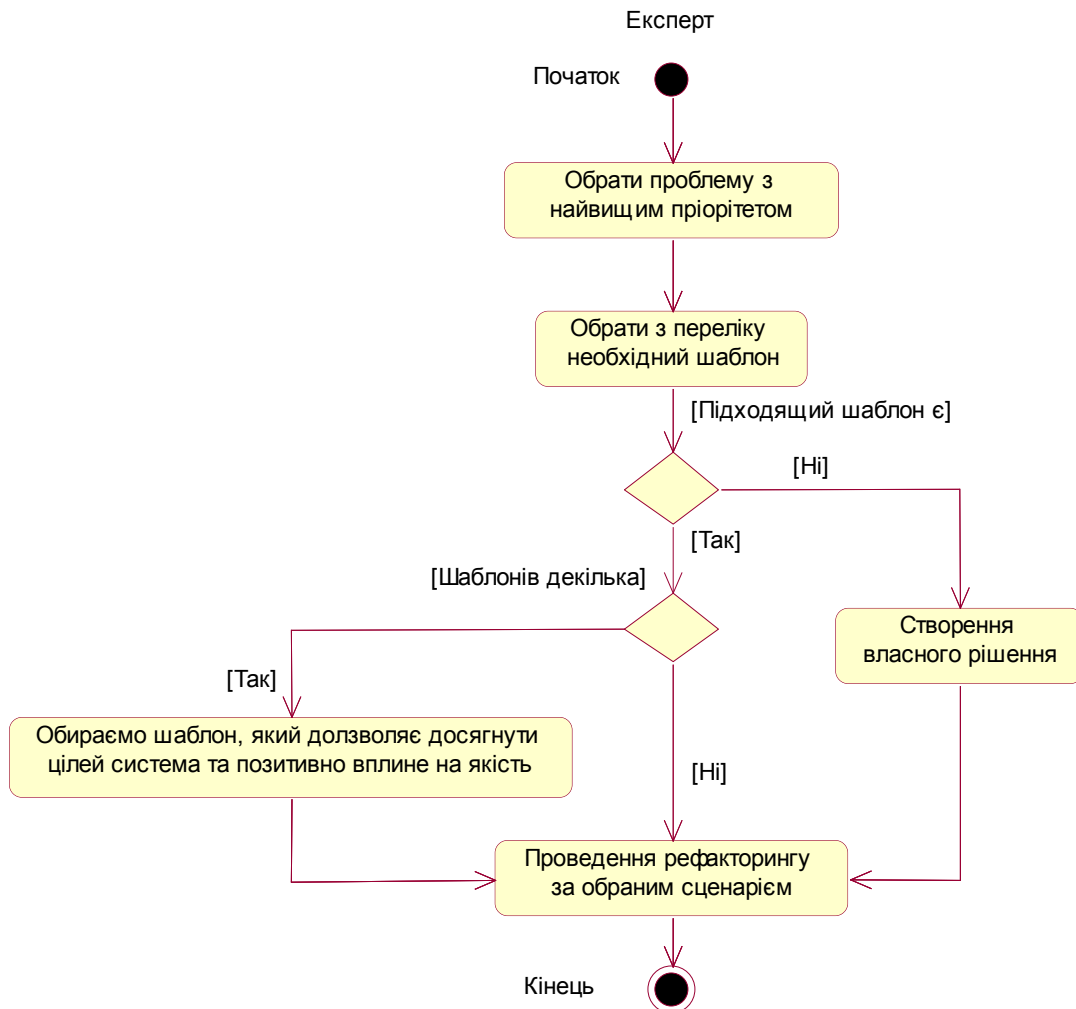 Експерт
Початок
Обрати проблему з
найвищим пріорітетом
Обрати з переліку
необхідний шаблон
[Підходящий шаблон є]
[Ні]
[Так]
[Шаблонів декілька]
Створення
власного рішення
[Так]
Обираємо шаблон, який долзволяє досягнути
цілей система та позитивно вплине на якість
[Ні]
Проведення рефакторингу
за обраним сценарієм
Кінець